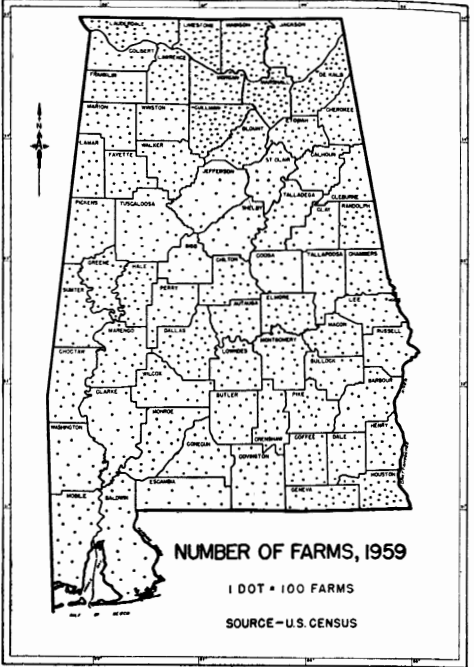 LAUDERDALE
LIMESTONE
MADISON
JACKSON
COLBERT
LAWRENCE
FRANKLIN
MORGAN
MARSHALL
DE KALB
MARION
WINSTON
CULLMAN
CHEROKEE
BLOUNT
ETOWAH
LAMAR
FAYETTE
WALKER
ST CLAIR
CALHOUN
JEFFERSON
TALLADEGA
CLEBURNE
PICKENS
TUSCALOOSA
SHELBY
CLAY
RANDOLPH
BIBB
GREENE
HALE
CHILTON
COOSA
TALLAPOOSA
CHAMBERS
SUMTER
PERRY
AUTAUGA
ELMORE
LEE
MARENGO
DALLAS
MACON
RUSSELL
LOWNDES
MONTGOMERY
CHOCTAW
BULLOCK
WILCOX
BARBOUR
CLARKE
BUTLER
PIKE
MONROE
WASHINGTON
CRENSHAW
COFFEE
DALE
HENRY
CONECUH
COVINGTON
HOUSTON
ESCAMBIA
GENEVA
MOBILE
BALDWIN
GULF OF MEXICO
N
NUMBER OF FARMS, 1959
1 DOT = 100 FARMS
SOURCE—U.S. CENSUS